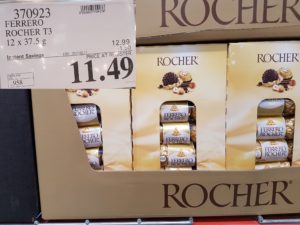 370923
FERRERO
ROCHER T3
12 x 37.5 g
12.99
Instant Savings
11.49
958
ROCHER
ROCHER
ROCHER
FERRERO
ROCHER
FERRERO
ROCHER
FERRERO
ROCHER
ROCHER®